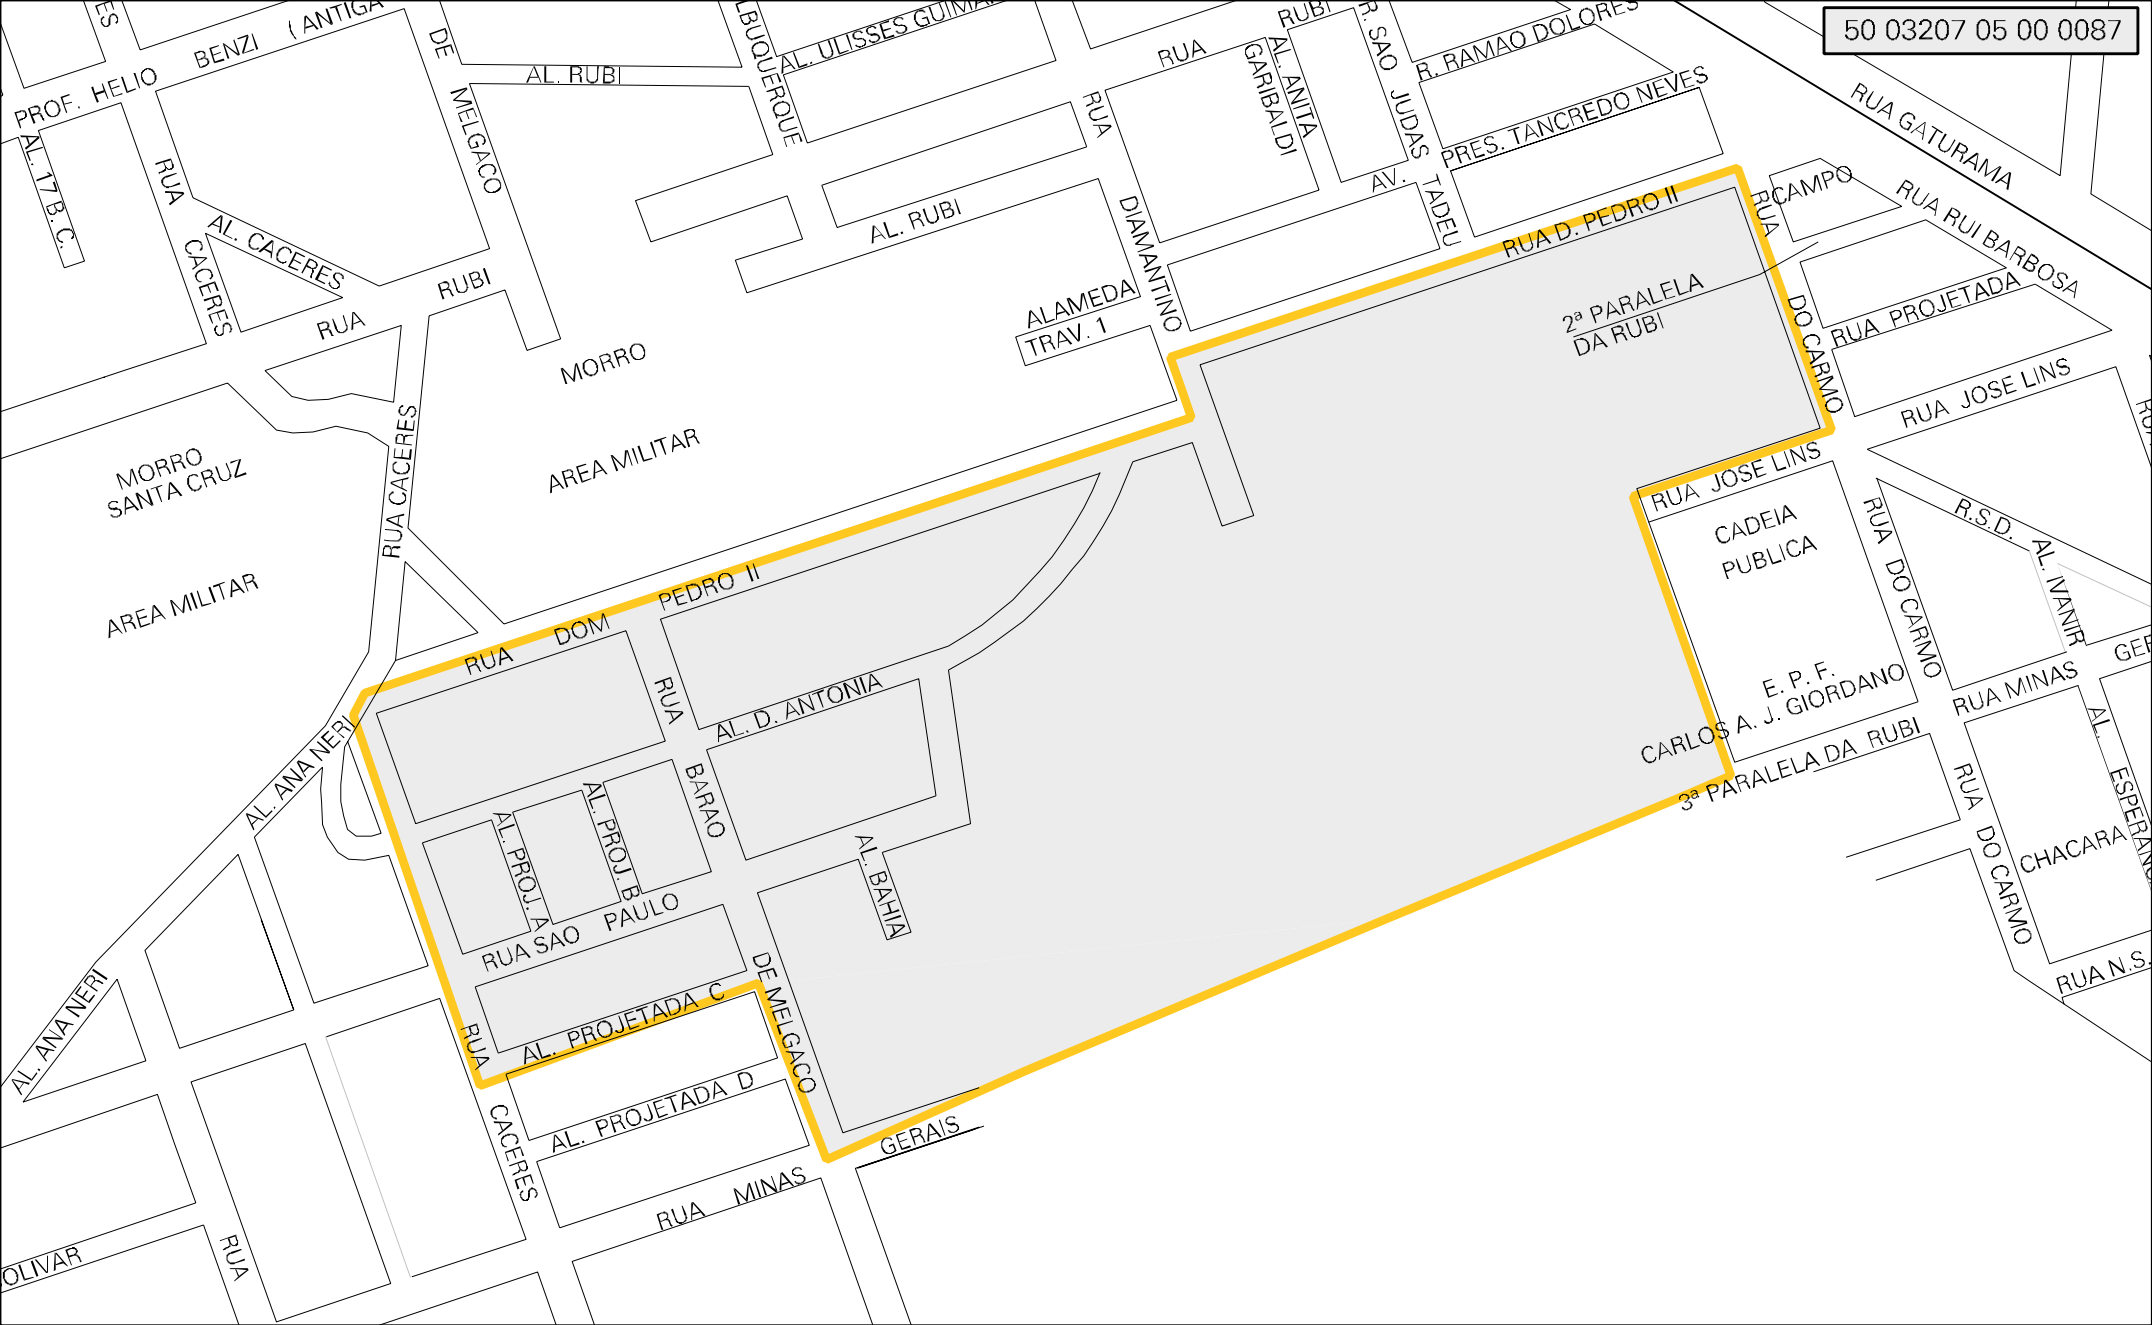 50 03207 05 00 0087
ES
BENZI
( ANTIGA
PROF. HELIO
AL. 17 B. C.
RUA
CACERES
AL. CACERES
RUA
RUBI
DE
MELGACO
AL. RUBI
AL. ULISSES
RUA
RUBI
AL. ANITA
GARIBALDI
R. SAO JUDAS TADEU
R. RAMAO DOLORES
PRES. TANCREDO NEVES
AV.
RUA GATURAMA
RUA RUI BARBOSA
CAMPO
RUA
DIAMANTINO
AL. RUBI
ALAMEDA
TRAV. 1
RUA D. PEDRO II
2ª PARALELA
DA RUBI
RUA
DO CARMO
RUA PROJETADA
RUA JOSE LINS
RUA JOSE LINS
MORRO
AREA MILITAR
MORRO
SANTA CRUZ
AREA MILITAR
RUA CACERES
CADEIA
PUBLICA
RUA DO CARMO
R.S.D.
AL. IVANIR
E. P. F.
CARLOS A. J. GIORDANO
RUA MINAS
GER
3ª PARALELA DA RUBI
RUA DOM PEDRO II
RUA
BARAO
DE MELGACO
AL. D. ANTONIA
AL. ANA NERI
AL. PROJ. A
AL. PROJ. B
AL. BAHIA
RUA SAO PAULO
AL. PROJETADA C
AL. PROJETADA D
RUA
CACERES
AL. ANA NERI
RUA DO CARMO
AL.
CHACARA
RUA N.S.
RUA MINAS
GERAIS
OLIVAR
RUA